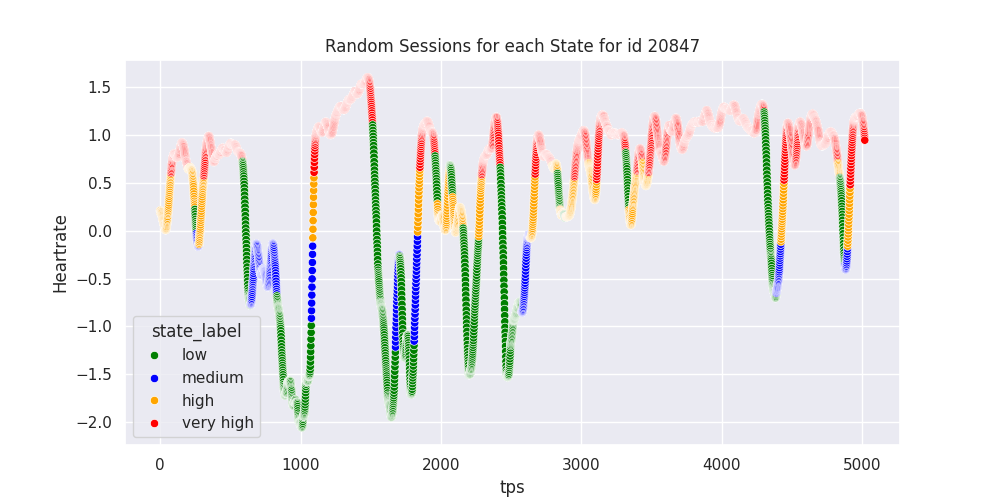 Random Sessions for each State for id 20847
Heartrate
1.5
1.0
0.5
0.0
−0.5
−1.0
−1.5
−2.0
state_label
low
medium
high
very high
0 1000 2000 3000 4000 5000
tps